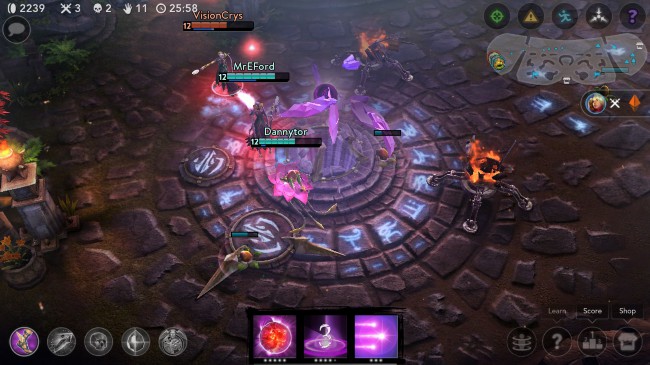 2239 3 2 11 25:58
VisionCrys
12
MrEFord
12
Dannytor
12
Learn Score Shop